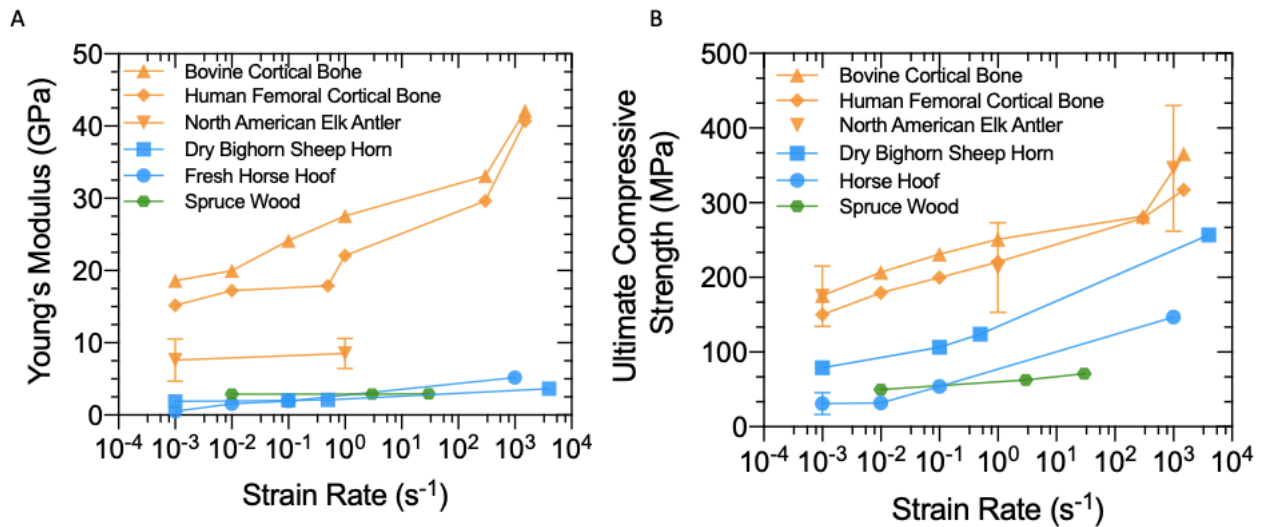 A
Young's Modulus (GPa)
50
40
30
20
10
0
Bovine Cortical Bone
Human Femoral Cortical Bone
North American Elk Antler
Dry Bighorn Sheep Horn
Fresh Horse Hoof
Spruce Wood
10⁻⁴ 10⁻³ 10⁻² 10⁻¹ 10⁰ 10¹ 10² 10³ 10⁴
Strain Rate (s⁻¹)
B
Ultimate Compressive
Strength (MPa)
500
400
300
200
100
0
Bovine Cortical Bone
Human Femoral Cortical Bone
North American Elk Antler
Dry Bighorn Sheep Horn
Horse Hoof
Spruce Wood
10⁻⁴ 10⁻³ 10⁻² 10⁻¹ 10⁰ 10¹ 10² 10³ 10⁴
Strain Rate (s⁻¹)